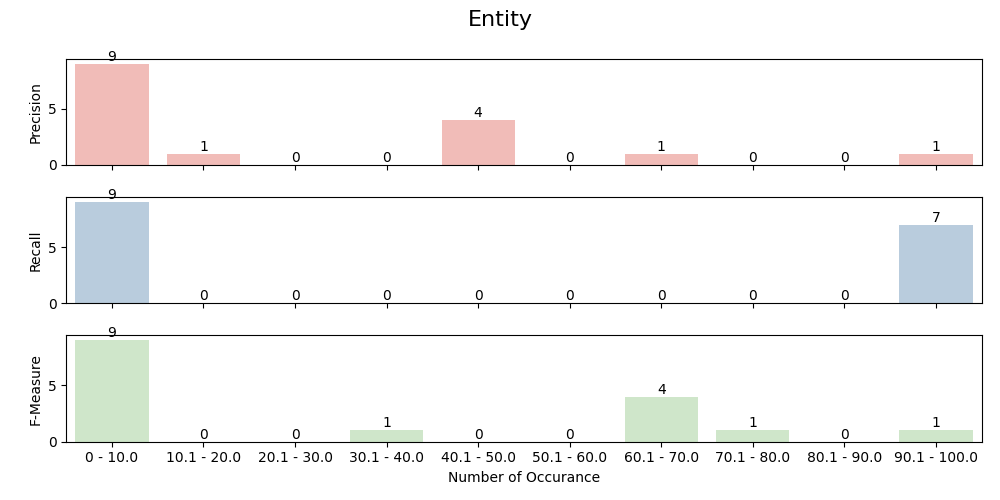 Entity
9 1 0 0 4 0 1 0 0 1
5
0
Precision
9 0 0 0 0 0 0 0 0 7
5
0
Recall
9 0 0 1 0 0 4 1 0 1
5
0
F-Measure
0 - 10.0 10.1 - 20.0 20.1 - 30.0 30.1 - 40.0 40.1 - 50.0 50.1 - 60.0 60.1 - 70.0 70.1 - 80.0 80.1 - 90.0 90.1 - 100.0
Number of Occurance